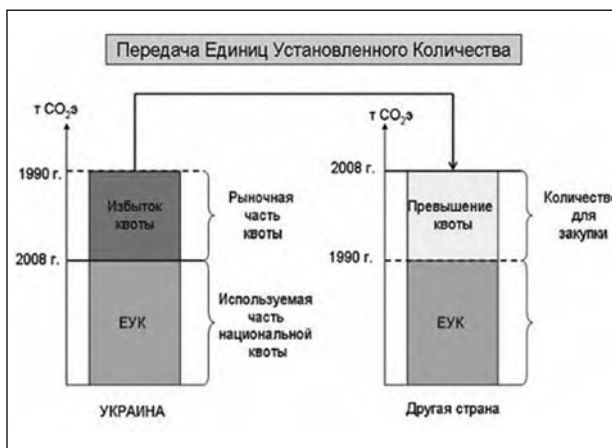 Передача Единиц Установленного Количества
т CO₂э
1990 г.
2008 г.
Избыток
квоты
ЕУК
Рыночная
часть
квоты
Используемая
часть
национальной
квоты
УКРАИНА
т CO₂э
2008 г.
1990 г.
Превышение
квоты
ЕУК
Количество
для
закупки
Другая страна